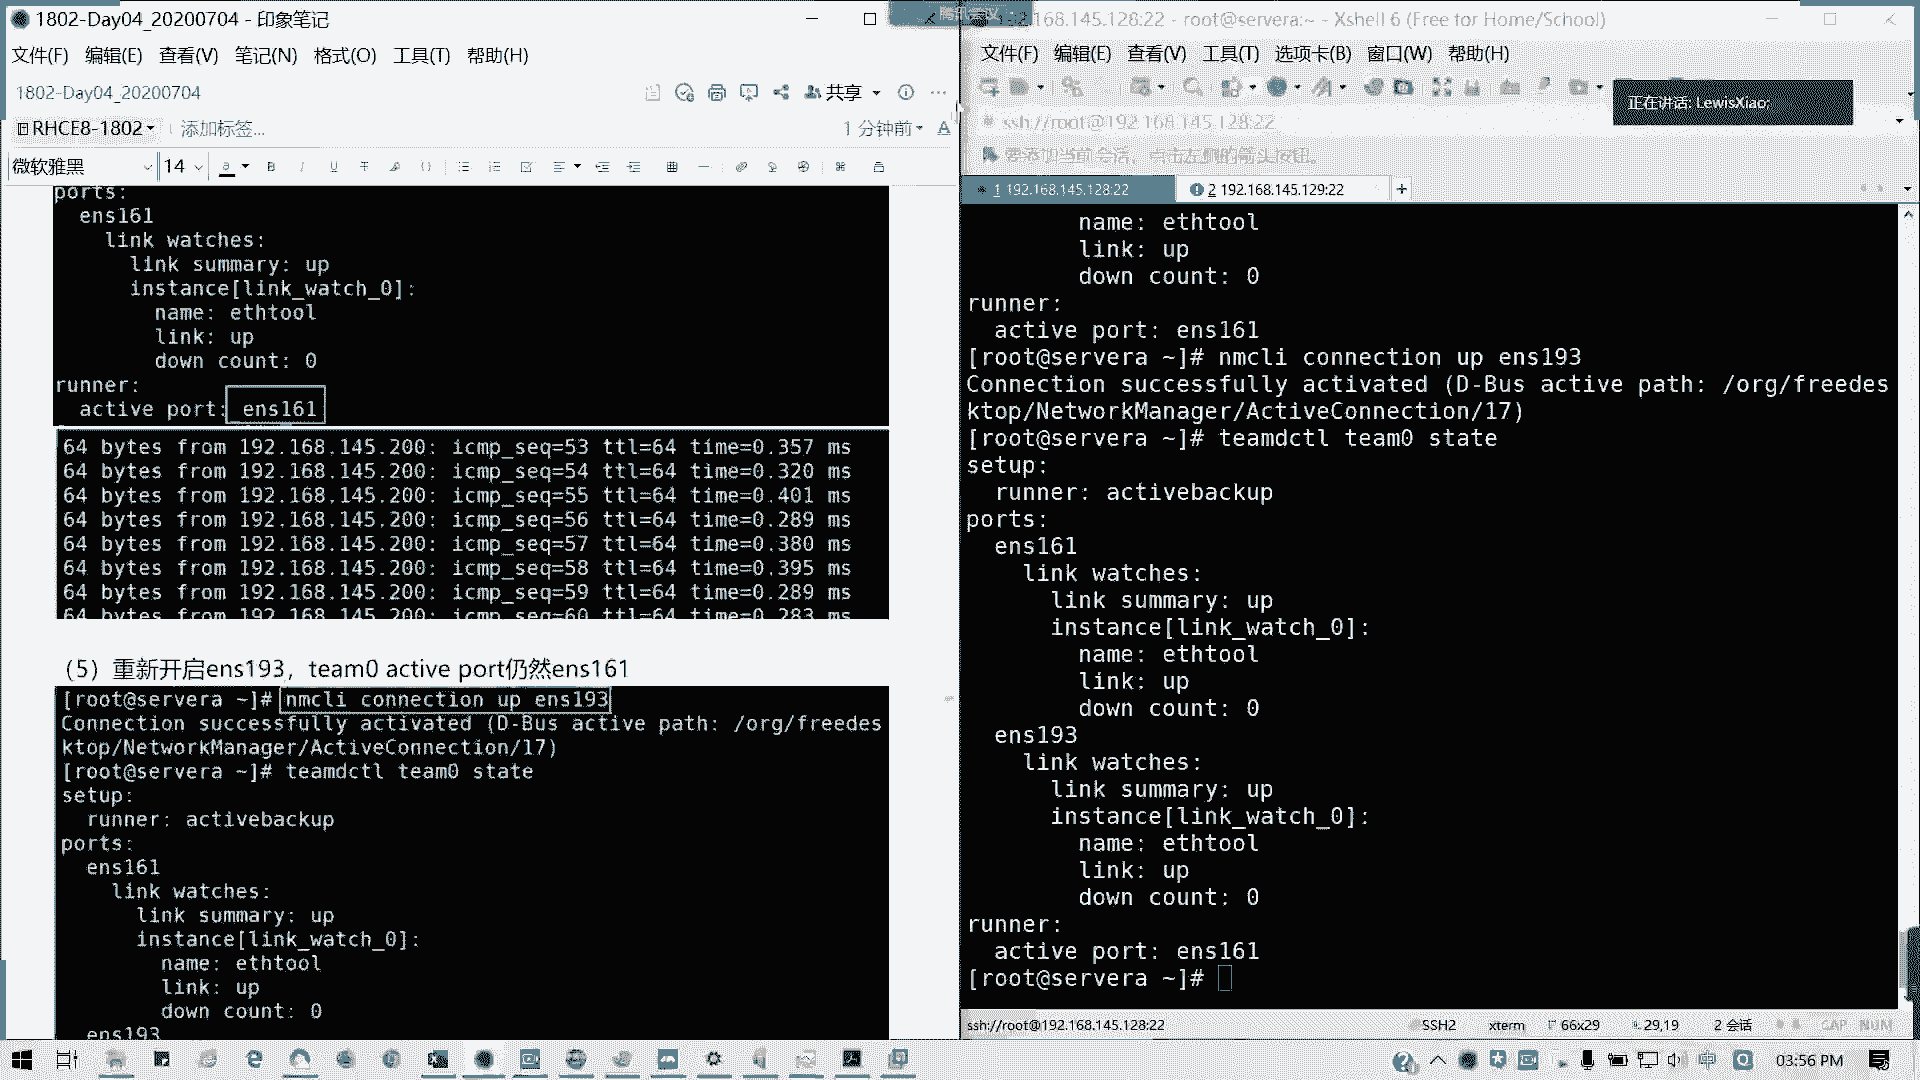 1802-Day04_20200704 - 印象笔记
文件(F) 编辑(E) 查看(V) 笔记(N) 格式(O) 工具(T) 帮助(H)
1802-Day04_20200704
共享
RHCE8-1802
添加标签...
1 分钟前
微软雅黑 14
ports:
ens161
link watches:
link summary: up
instance[link_watch_0]:
name: ethtool
link: up
down count: 0
runner:
active port: ens161
64 bytes from 192.168.145.200: icmp_seq=53 ttl=64 time=0.357 ms
64 bytes from 192.168.145.200: icmp_seq=54 ttl=64 time=0.320 ms
64 bytes from 192.168.145.200: icmp_seq=55 ttl=64 time=0.401 ms
64 bytes from 192.168.145.200: icmp_seq=56 ttl=64 time=0.289 ms
64 bytes from 192.168.145.200: icmp_seq=57 ttl=64 time=0.380 ms
64 bytes from 192.168.145.200: icmp_seq=58 ttl=64 time=0.395 ms
64 bytes from 192.168.145.200: icmp_seq=59 ttl=64 time=0.289 ms
64 bytes from 192.168.145.200: icmp_seq=60 ttl=64 time=0.283 ms
（5）重新开启ens193，team0 active port仍然ens161
[root@servera ~]# nmcli connection up ens193
Connection successfully activated (D-Bus active path: /org/freedes
ktop/NetworkManager/ActiveConnection/17)
[root@servera ~]# teamdctl team0 state
setup:
runner: activebackup
ports:
ens161
link watches:
link summary: up
instance[link_watch_0]:
name: ethtool
link: up
down count: 0
ens193
腾讯会议
192.168.145.128:22 - root@servera:~ - Xshell 6 (Free for Home/School)
文件(F) 编辑(E) 查看(V) 工具(T) 选项卡(B) 窗口(W) 帮助(H)
正在讲话: LewisXiao;
ssh://root@192.168.145.128:22
要添加当前会话，点击左侧的箭头按钮。
1 192.168.145.128:22
2 192.168.145.129:22
name: ethtool
link: up
down count: 0
runner:
active port: ens161
[root@servera ~]# nmcli connection up ens193
Connection successfully activated (D-Bus active path: /org/freedes
ktop/NetworkManager/ActiveConnection/17)
[root@servera ~]# teamdctl team0 state
setup:
runner: activebackup
ports:
ens161
link watches:
link summary: up
instance[link_watch_0]:
name: ethtool
link: up
down count: 0
ens193
link watches:
link summary: up
instance[link_watch_0]:
name: ethtool
link: up
down count: 0
runner:
active port: ens161
[root@servera ~]#
ssh://root@192.168.145.128:22 SSH2 xterm 66x29 29,19 2 会话 CAP NUM
中
03:56 PM